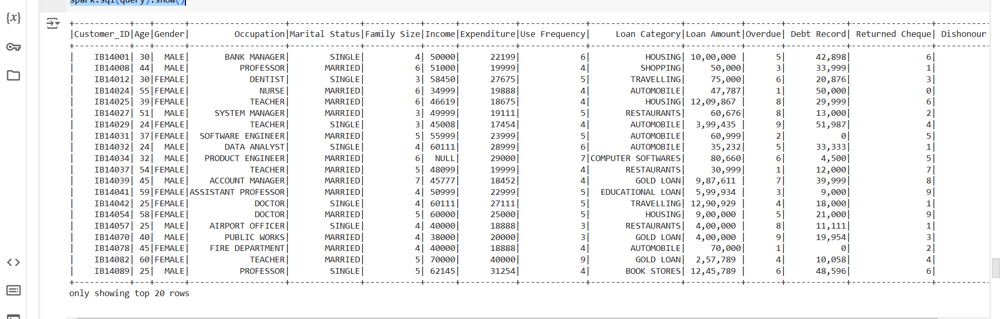 spark.sql(query).show()
{x}
+-----------+---+------+-------------------+--------------+-----------+------+-----------+-------------+------------------+-----------+-------+------------+----------------+-----------
|Customer_ID|Age|Gender|         Occupation|Marital Status|Family Size|Income|Expenditure|Use Frequency|     Loan Category|Loan Amount|Overdue| Debt Record| Returned Cheque| Dishonour
+-----------+---+------+-------------------+--------------+-----------+------+-----------+-------------+------------------+-----------+-------+------------+----------------+-----------
|    IB14001| 30|  MALE|       BANK MANAGER|        SINGLE|          4| 50000|      22199|            6|           HOUSING| 10,00,000 |      5|      42,898|               6|
|    IB14008| 44|  MALE|          PROFESSOR|       MARRIED|          6| 51000|      19999|            4|          SHOPPING|     50,000|      3|      33,999|               1|
|    IB14012| 30|FEMALE|            DENTIST|        SINGLE|          3| 58450|      27675|            5|        TRAVELLING|     75,000|      6|      20,876|               3|
|    IB14024| 55|FEMALE|              NURSE|       MARRIED|          6| 34999|      19888|            4|        AUTOMOBILE|     47,787|      1|      50,000|               0|
|    IB14025| 39|FEMALE|            TEACHER|       MARRIED|          6| 46619|      18675|            4|           HOUSING| 12,09,867 |      8|      29,999|               6|
|    IB14027| 51|  MALE|     SYSTEM MANAGER|       MARRIED|          3| 49999|      19111|            5|       RESTAURANTS|     60,676|      8|      13,000|               2|
|    IB14029| 24|FEMALE|            TEACHER|        SINGLE|          3| 45008|      17454|            4|        AUTOMOBILE|  3,99,435 |      9|      51,987|               4|
|    IB14031| 37|FEMALE|  SOFTWARE ENGINEER|       MARRIED|          5| 55999|      23999|            5|        AUTOMOBILE|     60,999|      2|           0|               5|
|    IB14032| 24|  MALE|       DATA ANALYST|        SINGLE|          4| 60111|      28999|            6|        AUTOMOBILE|     35,232|      5|      33,333|               1|
|    IB14034| 32|  MALE|   PRODUCT ENGINEER|       MARRIED|          6|  NULL|      29000|            7|COMPUTER SOFTWARES|     80,660|      6|       4,500|               5|
|    IB14037| 54|FEMALE|            TEACHER|       MARRIED|          5| 48099|      19999|            4|       RESTAURANTS|     30,999|      1|      12,000|               7|
|    IB14039| 45|  MALE|    ACCOUNT MANAGER|       MARRIED|          7| 45777|      18452|            4|         GOLD LOAN|  9,87,611 |      7|      39,999|               8|
|    IB14041| 59|FEMALE|ASSISTANT PROFESSOR|       MARRIED|          4| 50999|      22999|            5|  EDUCATIONAL LOAN|  5,99,934 |      3|       9,000|               9|
|    IB14042| 25|FEMALE|             DOCTOR|        SINGLE|          4| 60111|      27111|            5|        TRAVELLING| 12,90,929 |      4|      18,000|               1|
|    IB14054| 58|FEMALE|             DOCTOR|       MARRIED|          5| 60000|      25000|            5|           HOUSING|  9,00,000 |      5|      21,000|               9|
|    IB14057| 25|  MALE|    AIRPORT OFFICER|        SINGLE|          4| 40000|      18888|            3|       RESTAURANTS|  4,00,000 |      8|      11,111|               1|
|    IB14070| 40|  MALE|       PUBLIC WORKS|       MARRIED|          4| 38000|      20000|            3|         GOLD LOAN|  4,00,000 |      9|      19,954|               3|
|    IB14078| 45|FEMALE|    FIRE DEPARTMENT|       MARRIED|          4| 40000|      18888|            4|        AUTOMOBILE|     70,000|      1|           0|               2|
|    IB14082| 60|FEMALE|            TEACHER|       MARRIED|          5| 70000|      40000|            9|         GOLD LOAN|  2,57,789 |      4|      10,058|               4|
|    IB14089| 25|  MALE|          PROFESSOR|        SINGLE|          5| 62145|      31254|            4|       BOOK STORES| 12,45,789 |      6|      48,596|               6|
+-----------+---+------+-------------------+--------------+-----------+------+-----------+-------------+------------------+-----------+-------+------------+----------------+-----------
only showing top 20 rows